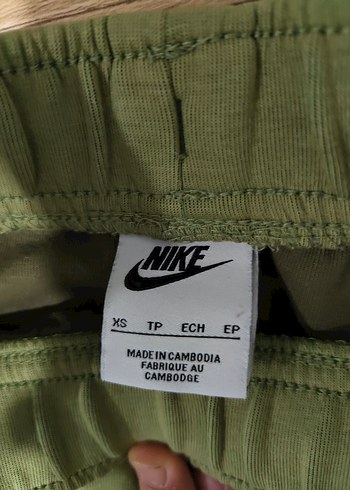 NIKE
XS TP ECH EP
MADE IN CAMBODIA
FABRIQUE AU
CAMBODGE